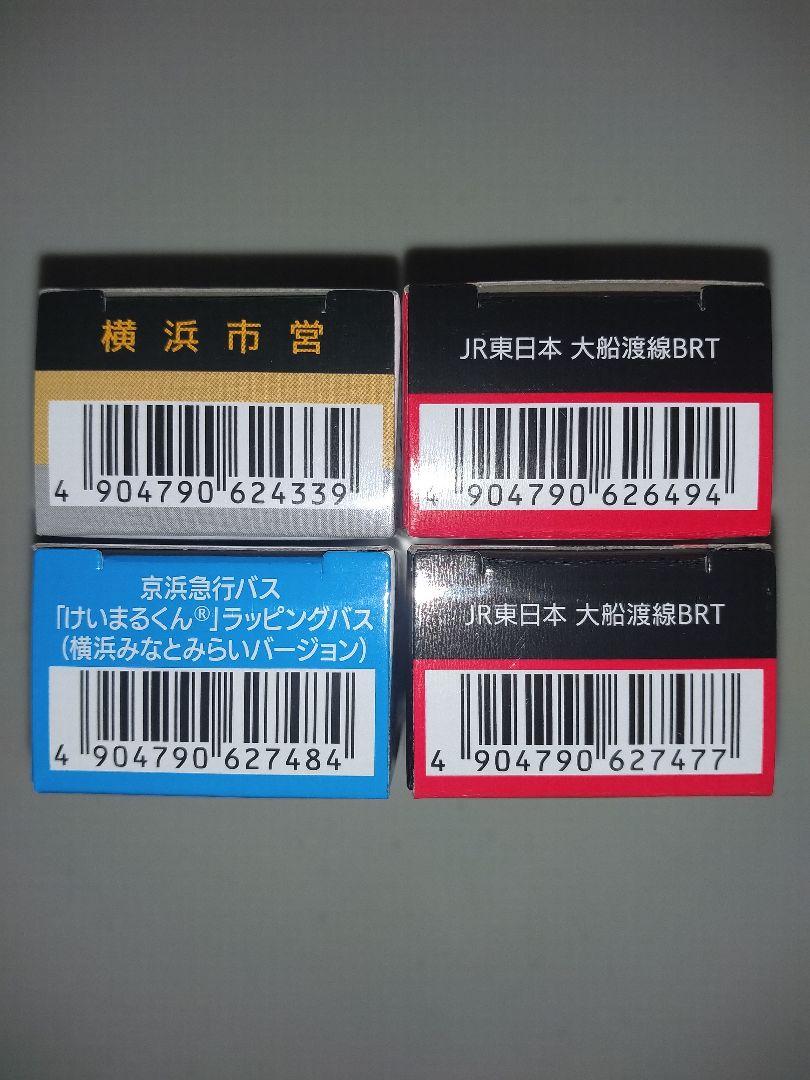 横浜市営
4 904790 624339
JR東日本 大船渡線BRT
4 904790 626494
京浜急行バス
「けいまるくん®」ラッピングバス
(横浜みなとみらいバージョン)
4 904790 627484
JR東日本 大船渡線BRT
4 904790 627477